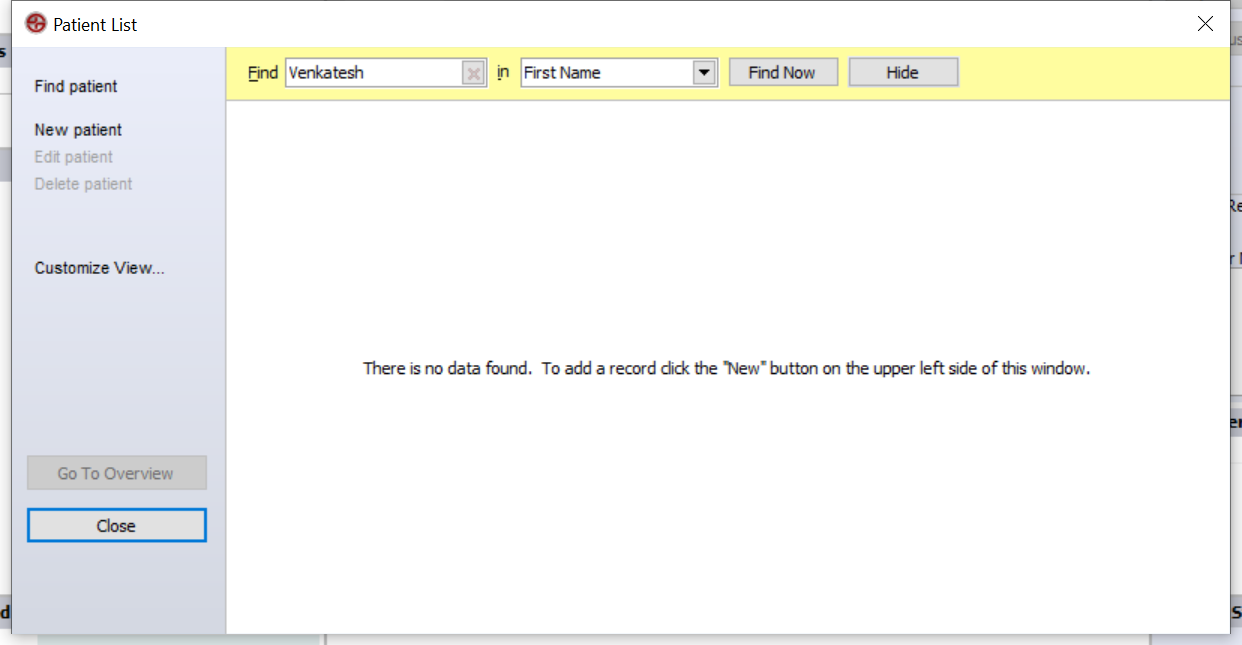 Patient List
Find Venkatesh in First Name Find Now Hide
Find patient
New patient
Edit patient
Delete patient
Customize View...
There is no data found. To add a record click the "New" button on the upper left side of this window.
Go To Overview
Close